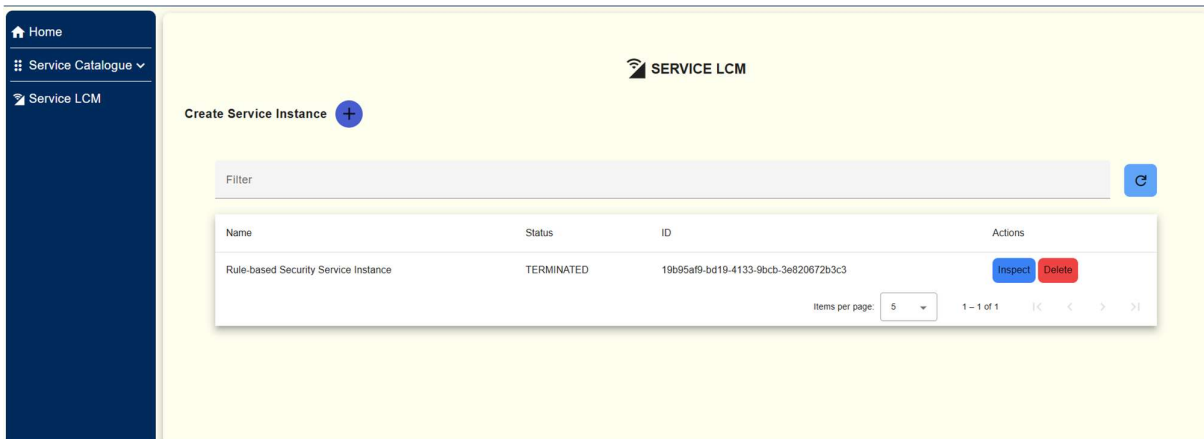 Home
Service Catalogue
Service LCM
SERVICE LCM
Create Service Instance
Filter
Name Status ID Actions
Rule-based Security Service Instance TERMINATED 19b95af9-bd19-4133-9bcb-3e820672b3c3 Inspect Delete
Items per page: 5 1 – 1 of 1